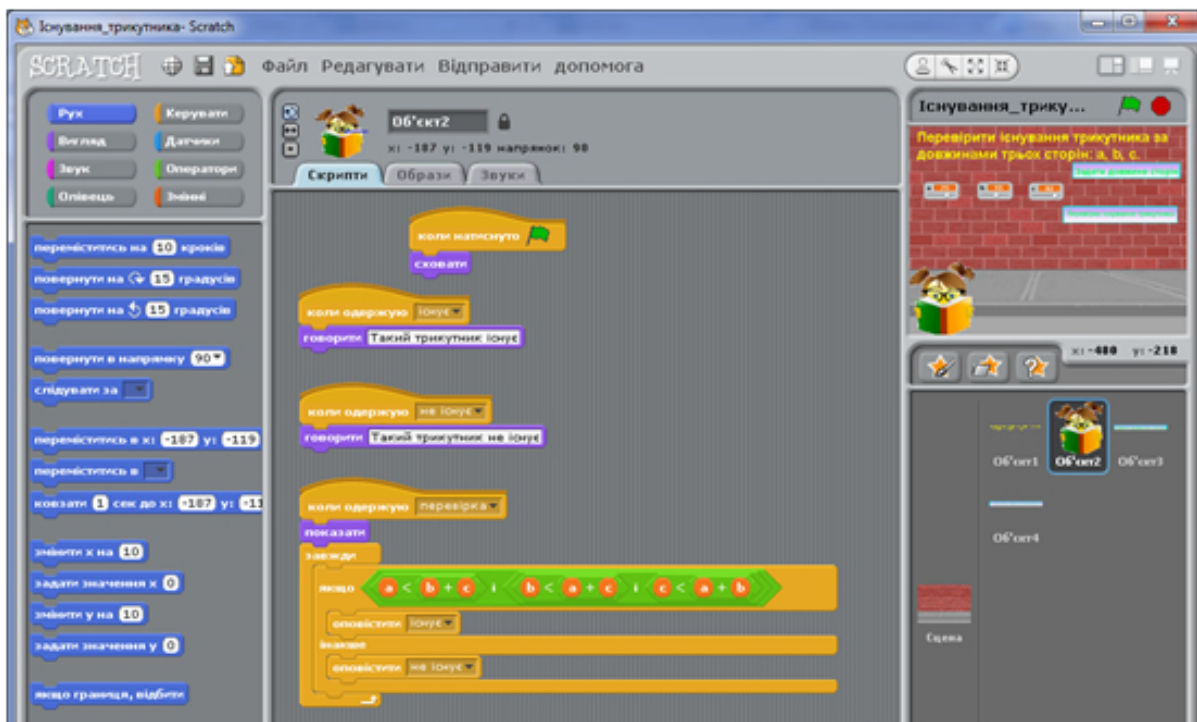 Існування_трикутника- Scratch
SCRATCH Файл Редагувати Відправити допомога
Рух Керувати
Вигляд Датчики
Звук Оператори
Олівець Змінні
переміститись на 10 кроків
повернути на 15 градусів
повернути на 15 градусів
повернути в напрямку 90
слідувати за
переміститись в x: -187 y: -119
переміститись в
ковзати 1 сек до x: -187 y: -11
змінити x на 10
задати значення x 0
змінити y на 10
задати значення y 0
якщо границя, відбити
Об'єкт2
x: -187 y: -119 напрямок: 90
Скрипти Образи Звуки
коли натиснуто
сховати
коли одержую існує
говорити Такий трикутник існує
коли одержую не існує
говорити Такий трикутник не існує
коли одержую перевірка
показати
завжди
якщо a < b + c і b < a + c і c < a + b
оповістити існує
інакше
оповістити не існує
Існування_трику...
Перевірити існування трикутника за
довжинами трьох сторін: a, b, c.
Задати довжини сторін
x: -480 y: -218
Об'єкт1 Об'єкт2 Об'єкт3
Об'єкт4
Сцена